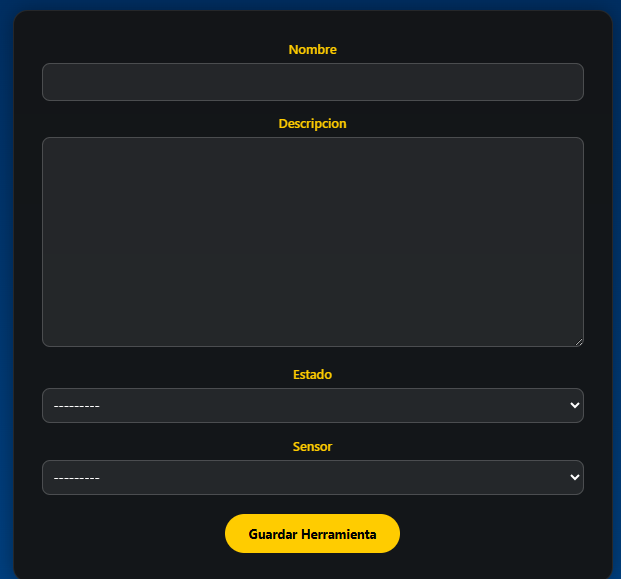 Nombre
Descripcion
Estado
---------
Sensor
---------
Guardar Herramienta